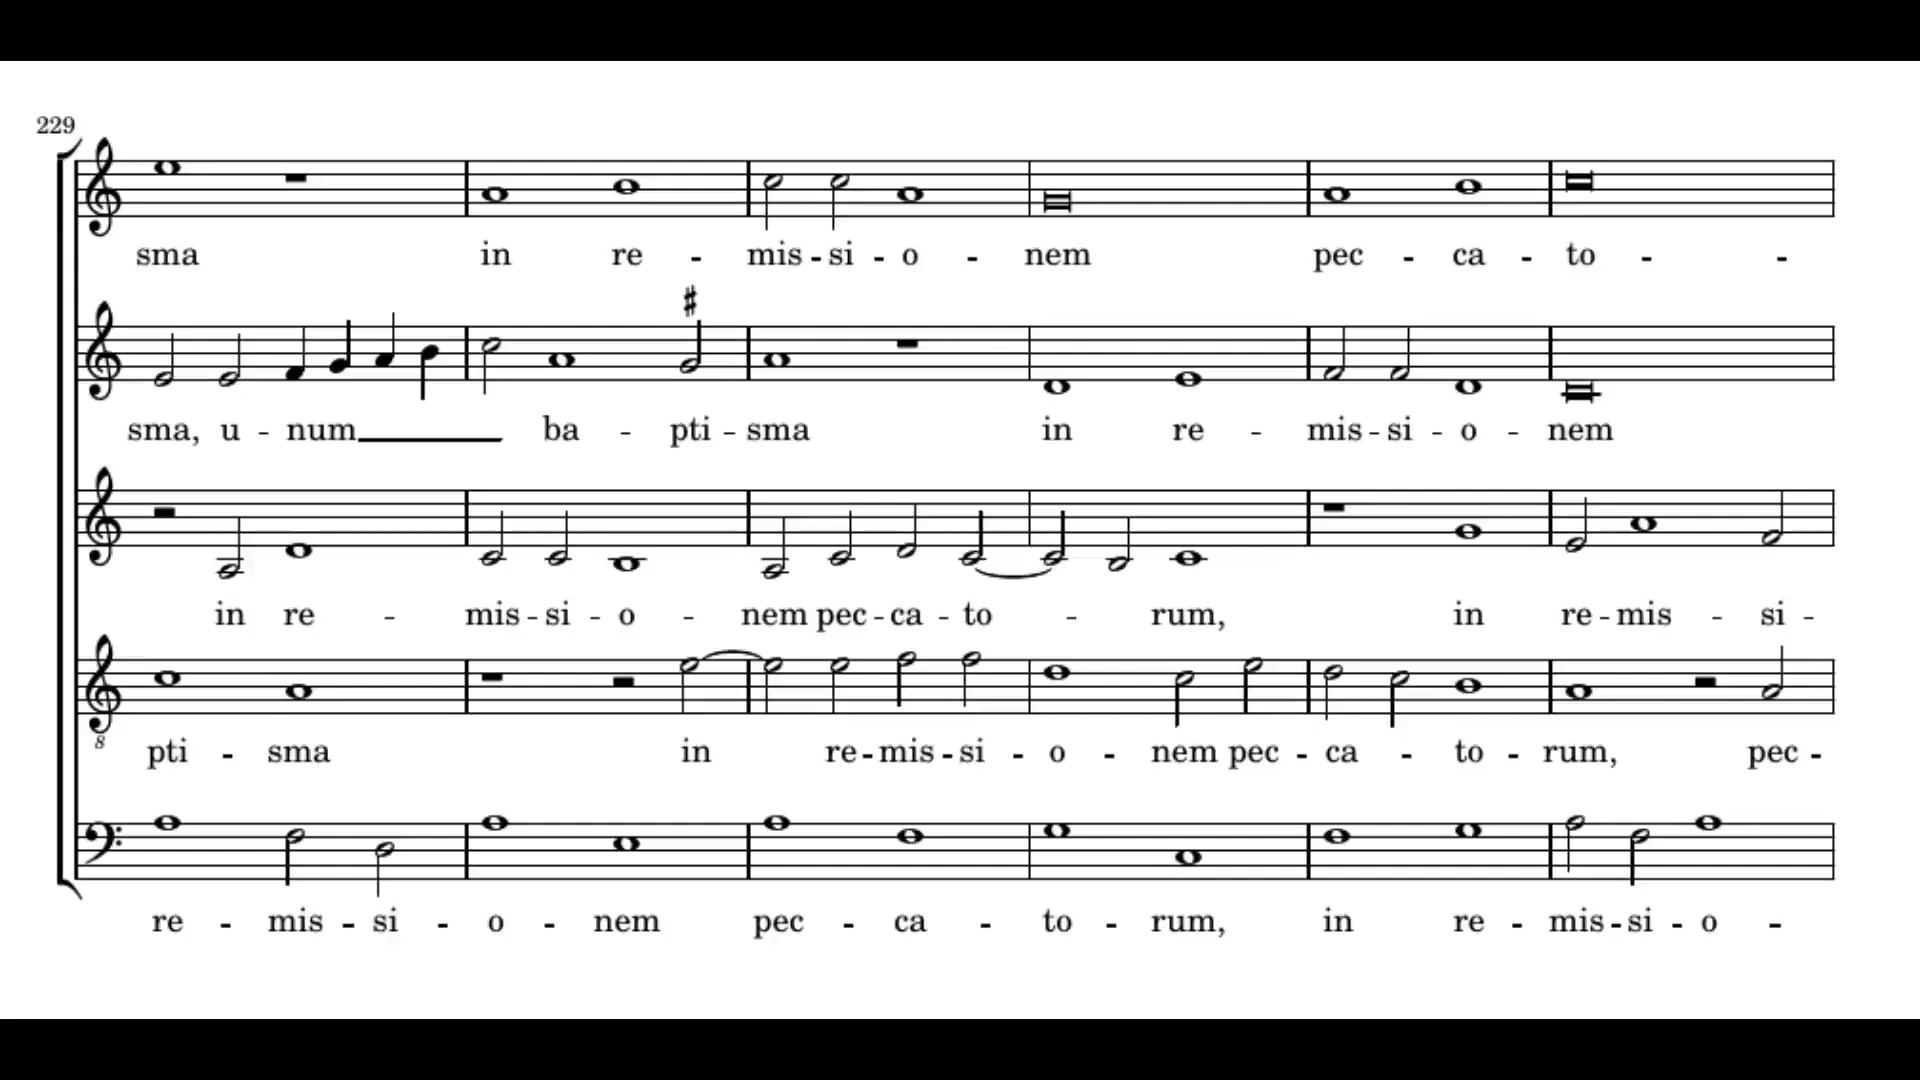 229
sma in re - mis - si - o - nem pec - ca - to - -
sma, u - num ba - pti - sma in re - mis - si - o - nem
in re - mis - si - o - nem pec - ca - to - rum, in re - mis - si -
8
pti - sma in re - mis - si - o - nem pec - ca - to - rum, pec -
re - mis - si - o - nem pec - ca - to - rum, in re - mis - si - o -